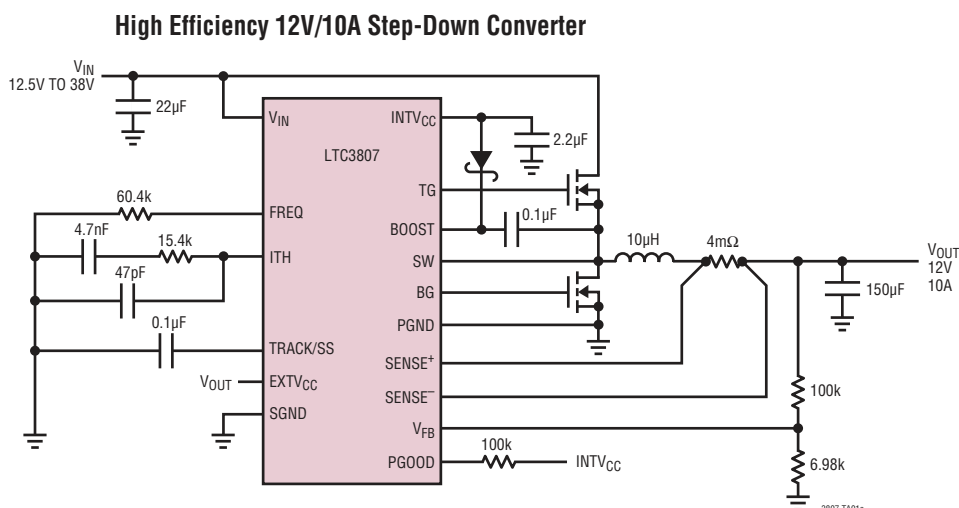 High Efficiency 12V/10A Step-Down Converter
VIN
12.5V TO 38V
22µF
VIN
INTVCC
2.2µF
LTC3807
TG
60.4k
FREQ
BOOST
0.1µF
4.7nF
15.4k
ITH
SW
10µH
4mΩ
VOUT
12V
10A
47pF
BG
150µF
PGND
0.1µF
TRACK/SS
SENSE+
VOUT
EXTVCC
SENSE–
100k
SGND
VFB
PGOOD
100k
INTVCC
6.98k